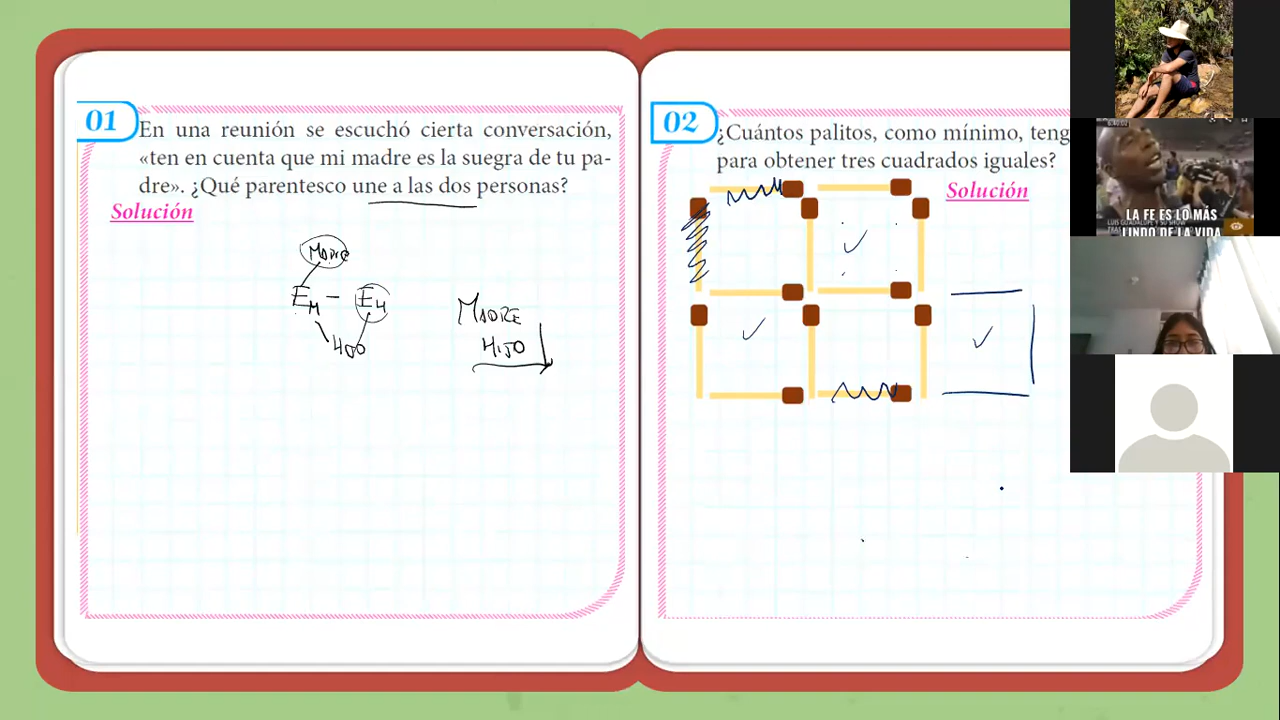 01
En una reunión se escuchó cierta conversación,
«ten en cuenta que mi madre es la suegra de tu pa-
dre». ¿Qué parentesco une a las dos personas?
Solución
MADRE
EM – EH
HIJO
MADRE
HIJO
02
¿Cuántos palitos, como mínimo, teng
para obtener tres cuadrados iguales?
Solución
LA FE ES LO MÁS
LINDO DE LA VIDA